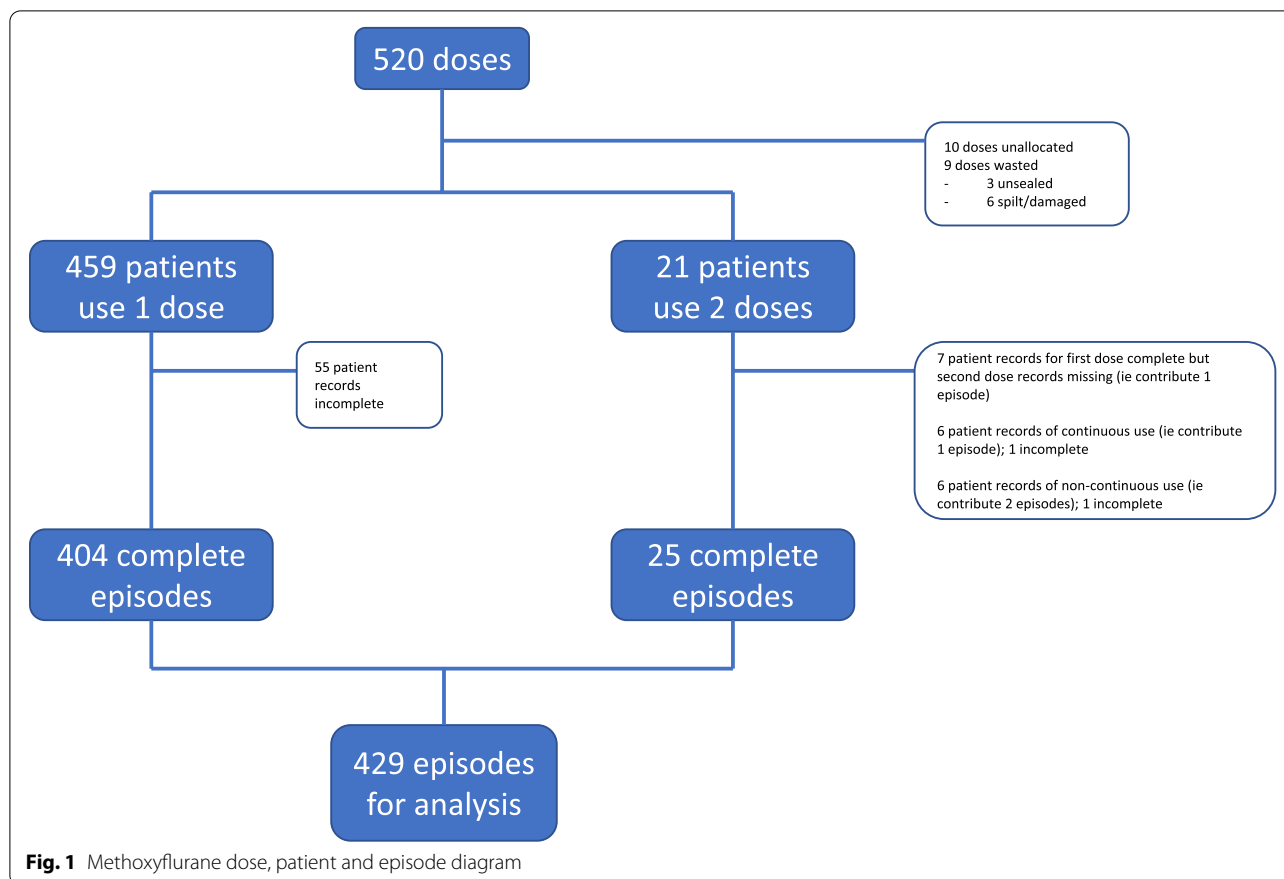 520 doses
10 doses unallocated
9 doses wasted
- 3 unsealed
- 6 spilt/damaged
459 patients
use 1 dose
21 patients
use 2 doses
55 patient
records
incomplete
7 patient records for first dose complete but
second dose records missing (ie contribute 1
episode)
6 patient records of continuous use (ie contribute
1 episode); 1 incomplete
6 patient records of non-continuous use (ie
contribute 2 episodes); 1 incomplete
404 complete
episodes
25 complete
episodes
429 episodes
for analysis
Fig. 1 Methoxyflurane dose, patient and episode diagram